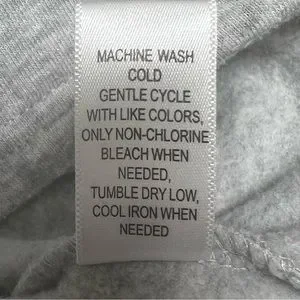 MACHINE WASH
COLD
GENTLE CYCLE
WITH LIKE COLORS,
ONLY NON-CHLORINE
BLEACH WHEN
NEEDED,
TUMBLE DRY LOW,
COOL IRON WHEN
NEEDED